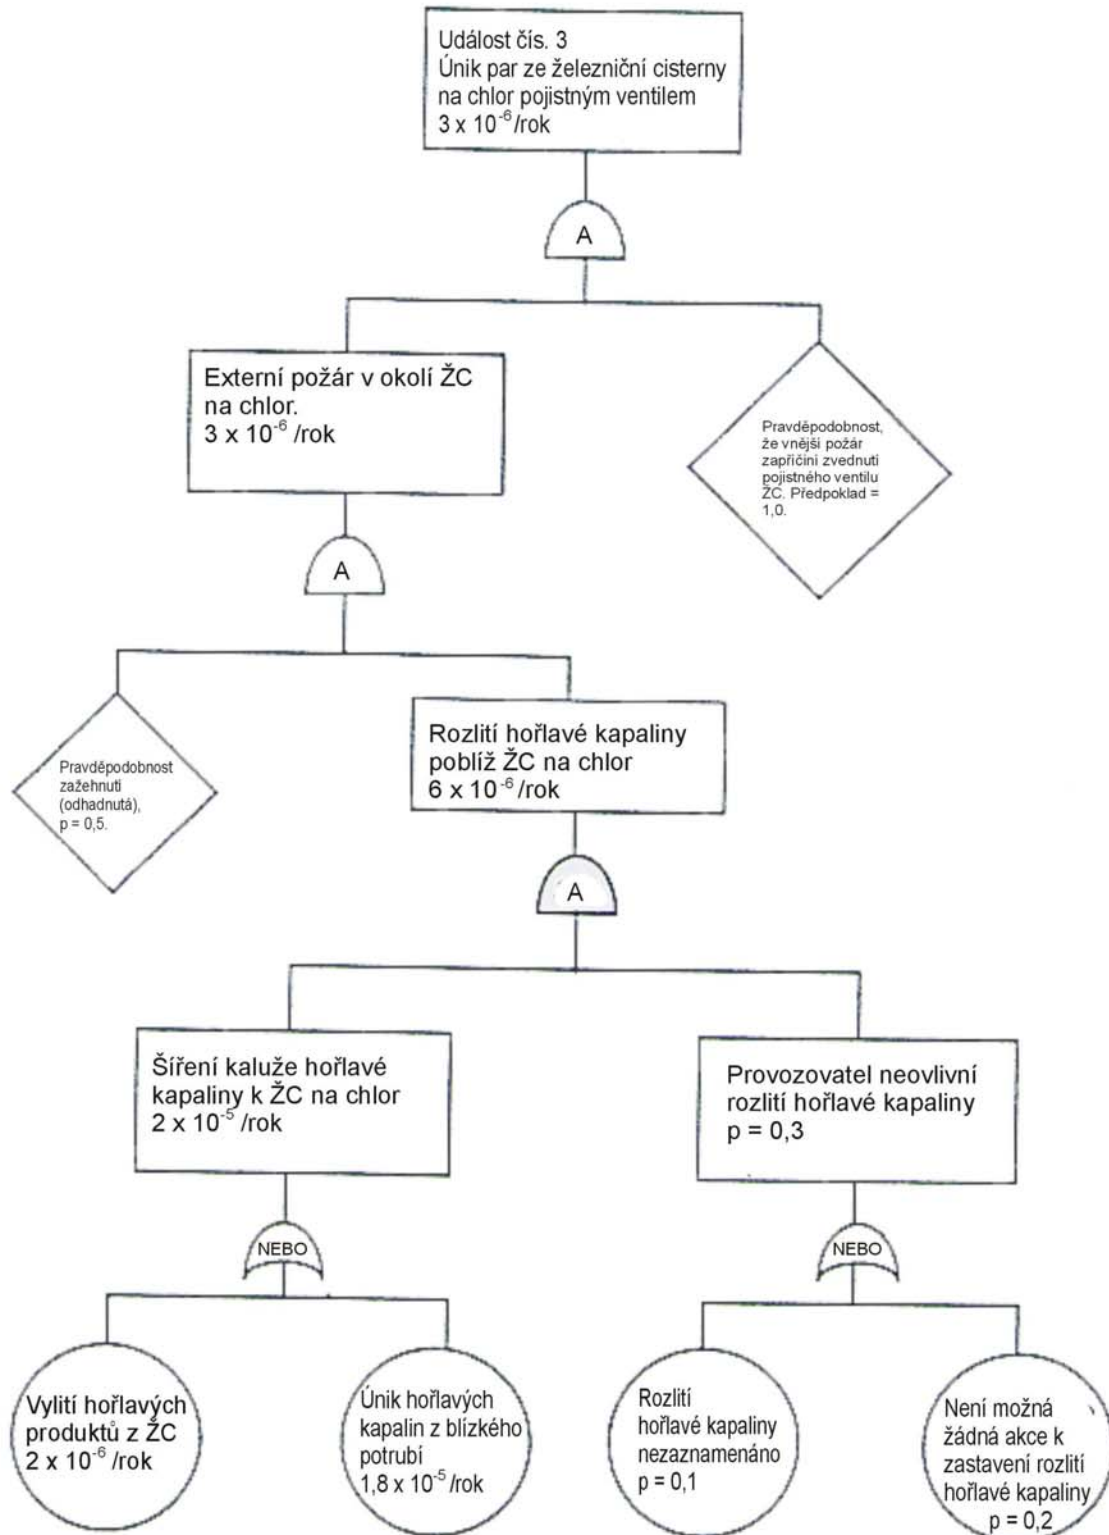 Událost čís. 3
Únik par ze železniční cisterny
na chlor pojistným ventilem
3 x 10⁻⁶/rok
A
Externí požár v okolí ŽC
na chlor.
3 x 10⁻⁶ /rok
Pravděpodobnost,
že vnější požár
zapříčiní zvednutí
pojistného ventilu
ŽC. Předpoklad =
1,0.
A
Pravděpodobnost
zažehnutí
(odhadnutá),
p = 0,5.
Rozlití hořlavé kapaliny
poblíž ŽC na chlor
6 x 10⁻⁶ /rok
A
Šíření kaluže hořlavé
kapaliny k ŽC na chlor
2 x 10⁻⁵ /rok
Provozovatel neovlivní
rozlití hořlavé kapaliny
p = 0,3
NEBO
NEBO
Vylití hořlavých
produktů z ŽC
2 x 10⁻⁶ /rok
Únik hořlavých
kapalin z blízkého
potrubí
1,8 x 10⁻⁵ /rok
Rozlití
hořlavé kapaliny
nezaznamenáno
p = 0,1
Není možná
žádná akce k
zastavení rozlití
hořlavé kapaliny
p = 0,2